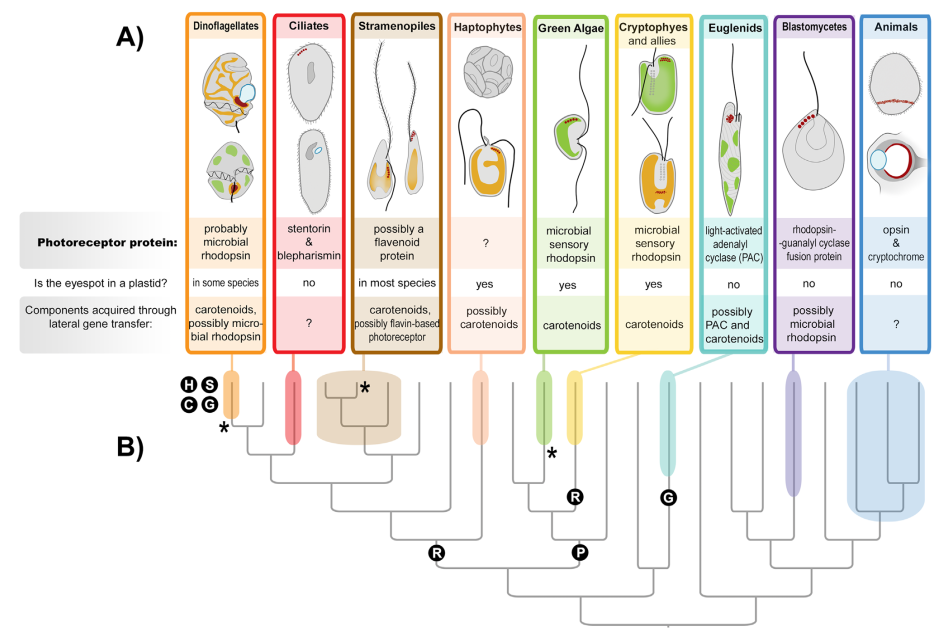 A)
Dinoflagellates
Ciliates
Stramenopiles
Haptophytes
Green Algae
Cryptophyes
and allies
Euglenids
Blastomycetes
Animals
Photoreceptor protein:
probably
microbial
rhodopsin
stentorin
&
blepharismin
possibly a
flavenoid
protein
?
microbial
sensory
rhodopsin
microbial
sensory
rhodopsin
light-activated
adenalyl
cyclase (PAC)
rhodopsin-
-guanalyl cyclase
fusion protein
opsin
&
cryptochrome
Is the eyespot in a plastid?
in some species
no
in most species
yes
yes
yes
no
no
no
Components acquired through
lateral gene transfer:
carotenoids,
possibly micro-
bial rhodopsin
?
carotenoids,
possibly flavin-based
photoreceptor
possibly
carotenoids
carotenoids
carotenoids
possibly
PAC and
carotenoids
possibly
microbial
rhodopsin
?
H S
C G
*
*
*
B)
R
G
R
P